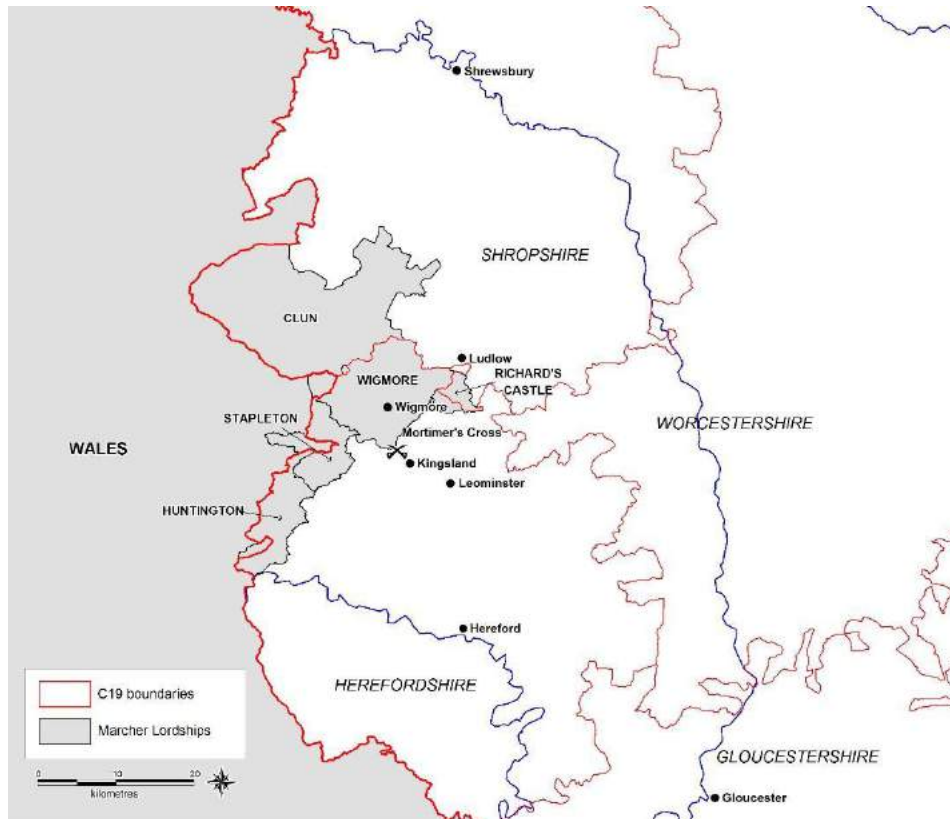 Shrewsbury
SHROPSHIRE
CLUN
Ludlow
RICHARD'S
CASTLE
WIGMORE
Wigmore
STAPLETON
Mortimer's Cross
WORCESTERSHIRE
WALES
Kingsland
Leominster
HUNTINGTON
Hereford
HEREFORDSHIRE
C19 boundaries
Marcher Lordships
GLOUCESTERSHIRE
0 10 20
kilometres
Gloucester